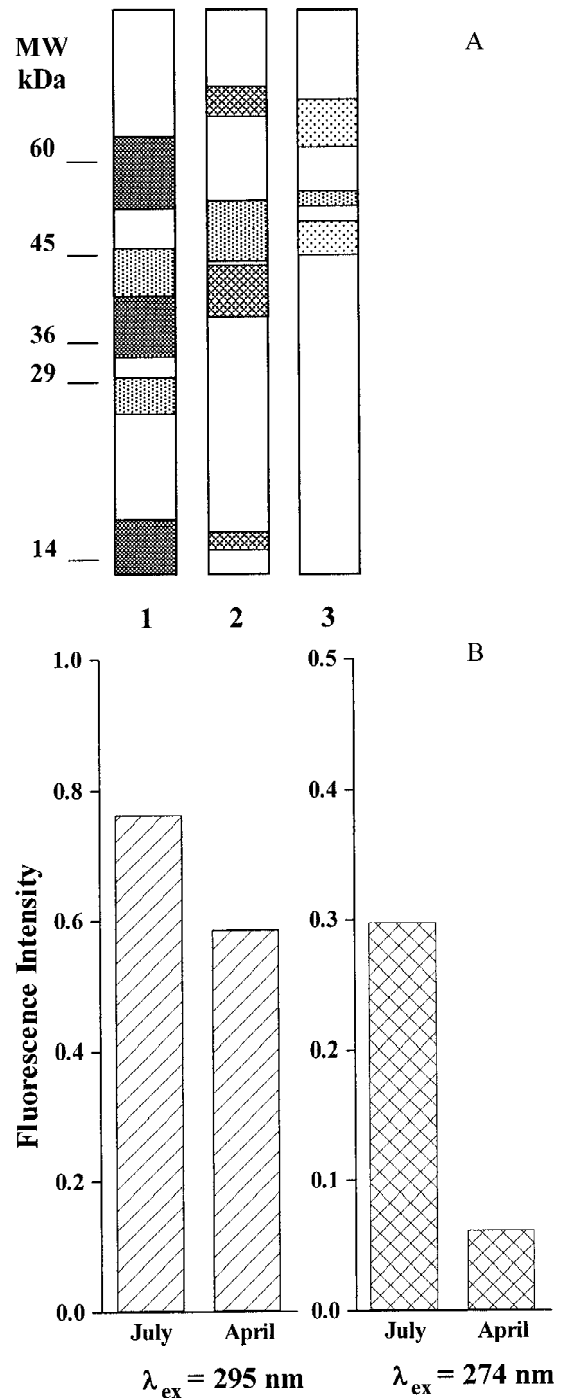 A
MW
kDa
60
45
36
29
14
1 2 3
B
1.0
0.8
0.6
0.4
0.2
0.0
Fluorescence Intensity
July April
λex = 295 nm
0.5
0.4
0.3
0.2
0.1
0.0
July April
λex = 274 nm